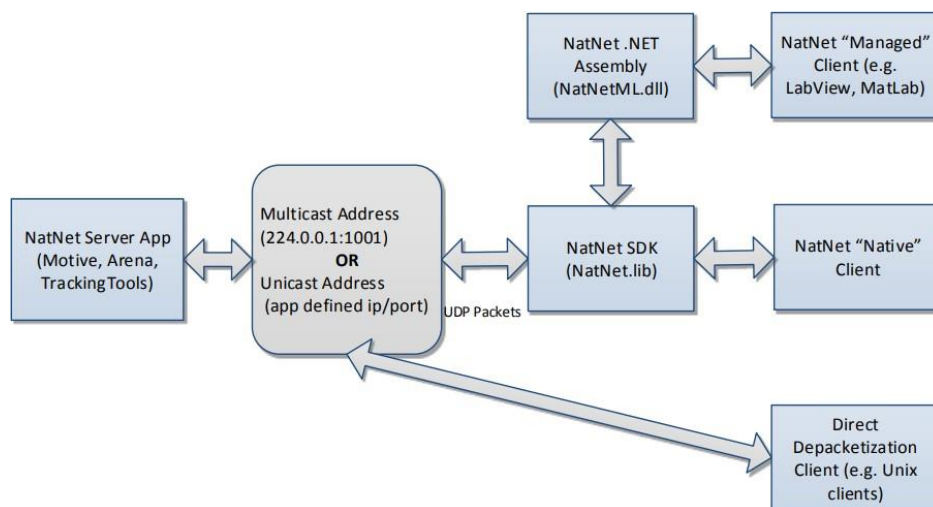 NatNet .NET
Assembly
(NatNetML.dll)
NatNet “Managed”
Client (e.g.
LabView, MatLab)
NatNet Server App
(Motive, Arena,
TrackingTools)
Multicast Address
(224.0.0.1:1001)
OR
Unicast Address
(app defined ip/port)
UDP Packets
NatNet SDK
(NatNet.lib)
NatNet “Native”
Client
Direct
Depacketization
Client (e.g. Unix
clients)